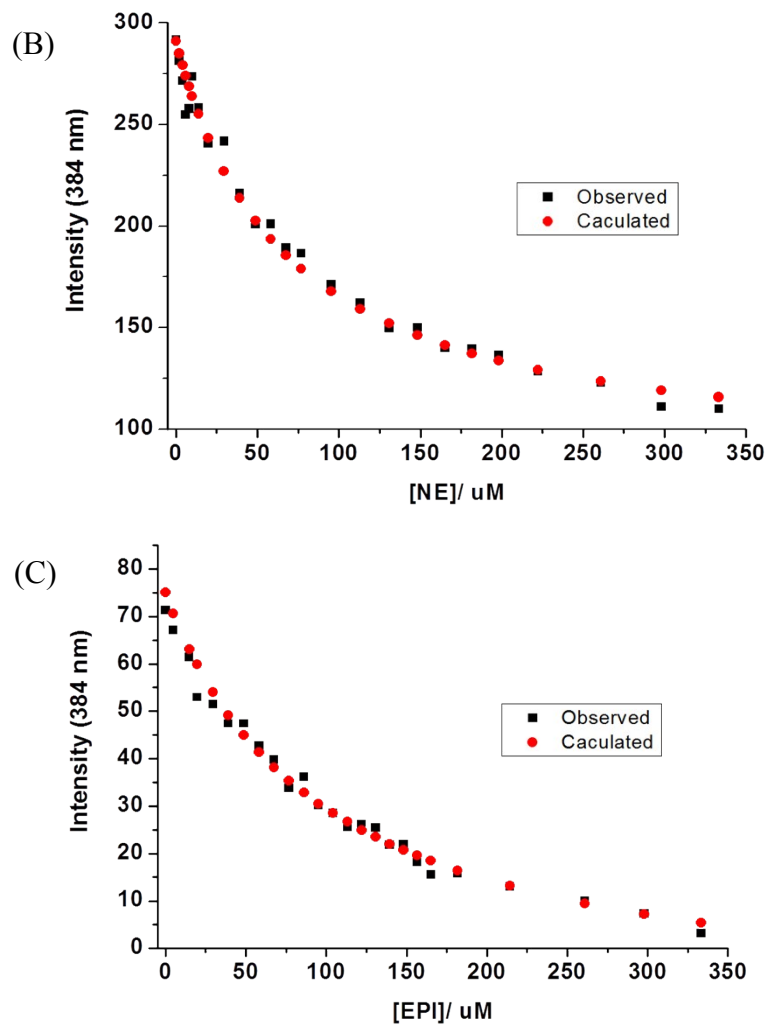 (B)
300
250
200
150
100
Intensity (384 nm)
Observed
Caculated
0 50 100 150 200 250 300 350
[NE]/ uM
(C)
80
70
60
50
40
30
20
10
0
Intensity (384 nm)
Observed
Caculated
0 50 100 150 200 250 300 350
[EPI]/ uM